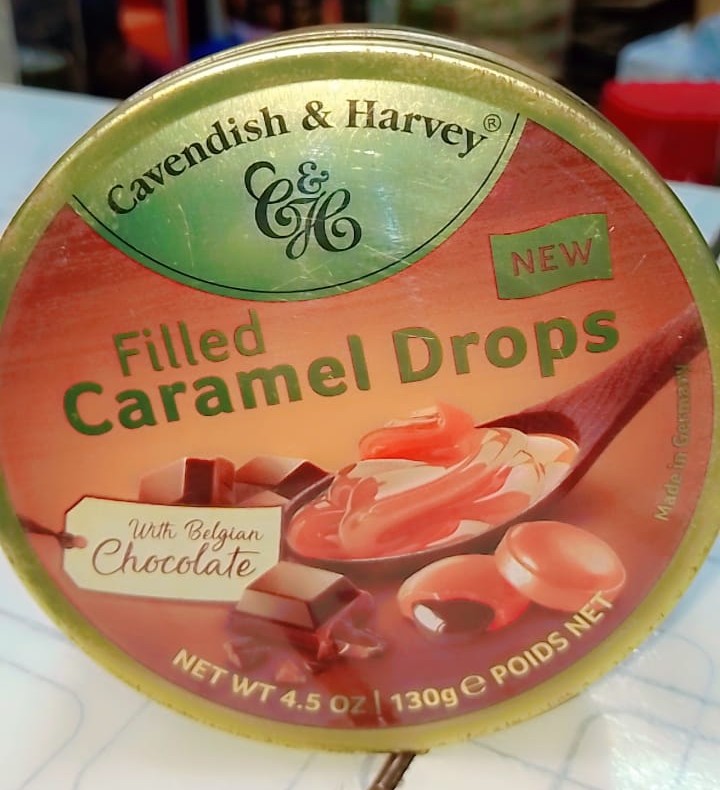 Cavendish & Harvey®
C&H
NEW
Filled
Caramel Drops
Made in Germany
With Belgian
Chocolate
NET WT 4.5 OZ | 130g ℮ POIDS NET